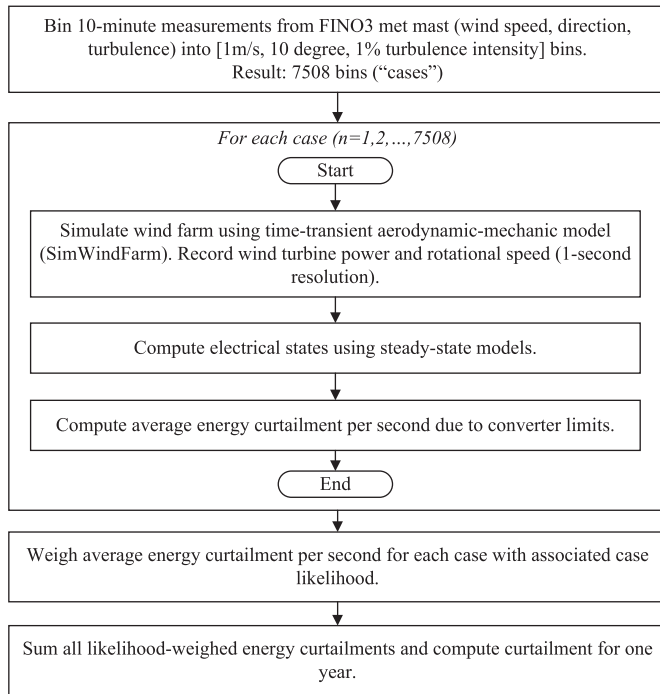 Bin 10-minute measurements from FINO3 met mast (wind speed, direction,
turbulence) into [1m/s, 10 degree, 1% turbulence intensity] bins.
Result: 7508 bins (“cases”)
For each case (n=1,2,…,7508)
Start
Simulate wind farm using time-transient aerodynamic-mechanic model
(SimWindFarm). Record wind turbine power and rotational speed (1-second
resolution).
Compute electrical states using steady-state models.
Compute average energy curtailment per second due to converter limits.
End
Weigh average energy curtailment per second for each case with associated case
likelihood.
Sum all likelihood-weighed energy curtailments and compute curtailment for one
year.